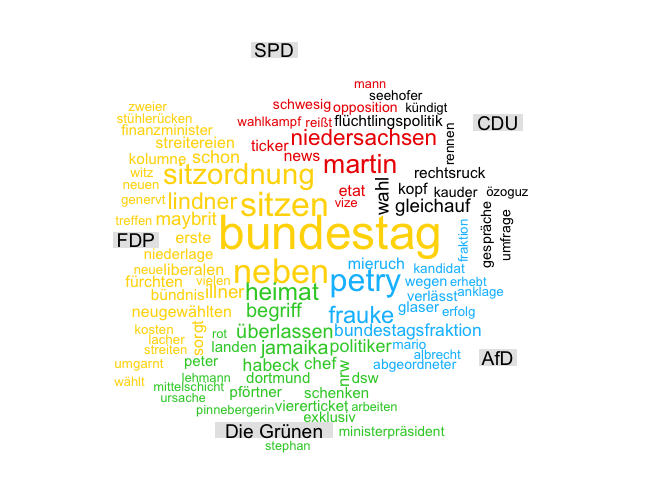 SPD
mann
seehofer
zweier schwesig opposition kündigt
stühlerücken wahlkampf reißt flüchtlingspolitik CDU
finanzminister niedersachsen
streitereien ticker rennen
kolumne schon news martin
witz sitzordnung rechtsruck
neuen etat wahl kopf kauder özoguz
genervt lindner sitzen vize gleichauf
treffen maybrit
FDP erste bundestag gespräche umfrage
niederlage fraktion
neue liberalen neben mieruch kandidat
fürchten vielen petry wegen erhebt
bündnis illner heimat verlässt anklage
neugewählten begriff frauke glaser erfolg
kosten sorgt rot überlassen bundestagsfraktion
lacher landen jamaika politiker mario
streiten albrecht AfD
umgarnt peter habeck chef nrw abgeordneter
wählt lehmann dortmund dsw
mittelschicht
ursache pförtner schenken
pinnebergerin viererticket arbeiten
exklusiv
Die Grünen ministerpräsident
stephan